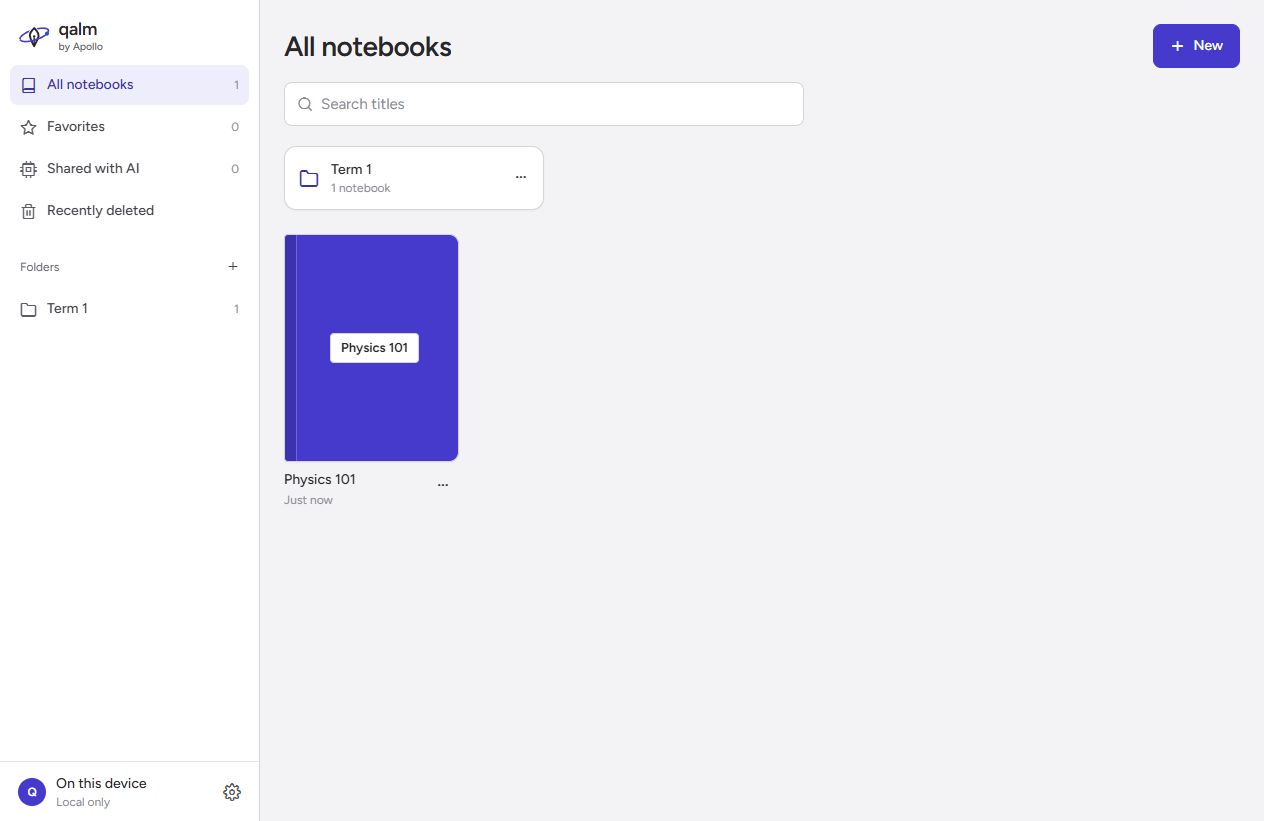 qalm
by Apollo
All notebooks 1
Favorites 0
Shared with AI 0
Recently deleted
Folders +
Term 1 1
On this device
Local only
Q
All notebooks
+ New
Search titles
Term 1
1 notebook
...
Physics 101
Physics 101
...
Just now